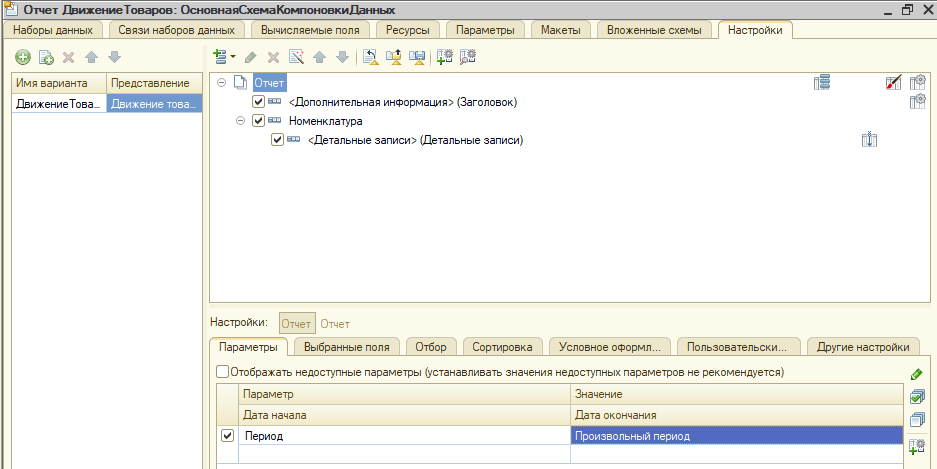 Отчет ДвижениеТоваров: ОсновнаяСхемаКомпоновкиДанных
Наборы данных Связи наборов данных Вычисляемые поля Ресурсы Параметры Макеты Вложенные схемы Настройки
Имя варианта Представление
ДвижениеТова... Движение това...
Отчет
<Дополнительная информация> (Заголовок)
Номенклатура
<Детальные записи> (Детальные записи)
Настройки: Отчет Отчет
Параметры Выбранные поля Отбор Сортировка Условное оформл... Пользовательски... Другие настройки
Отображать недоступные параметры (устанавливать значения недоступных параметров не рекомендуется)
Параметр Значение
Дата начала Дата окончания
Период Произвольный период